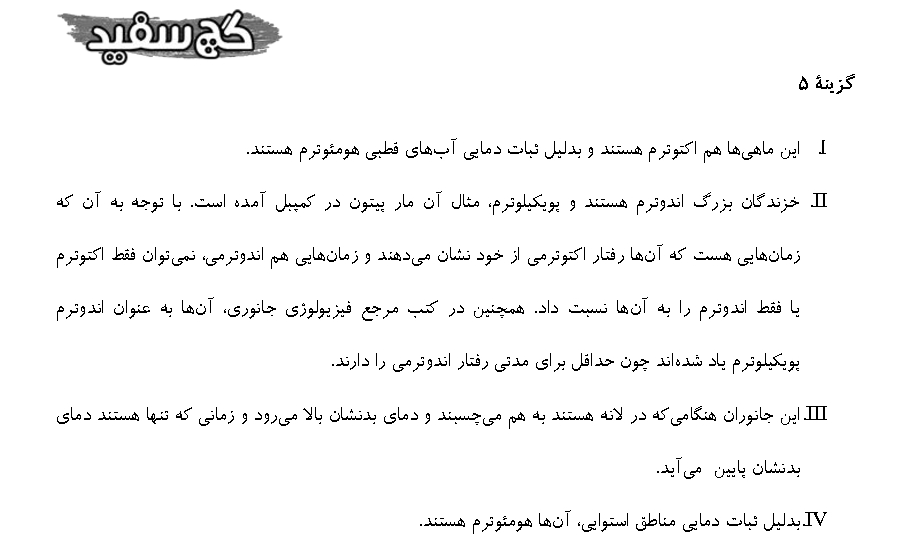 گچ سفید
گزینهٔ ۵
I. این ماهی‌ها هم اکتوترم هستند و بدلیل ثبات دمایی آب‌های قطبی هومئوترم هستند.
II. خزندگان بزرگ اندوترم هستند و پویکیلوترم، مثال آن مار پیتون در کمپبل آمده است. با توجه به آن که
زمان‌هایی هست که آن‌ها رفتار اکتوترمی از خود نشان می‌دهند و زمان‌هایی هم اندوترمی، نمی‌توان فقط اکتوترم
یا فقط اندوترم را به آن‌ها نسبت داد. همچنین در کتب مرجع فیزیولوژی جانوری، آن‌ها به عنوان اندوترم
پویکیلوترم یاد شده‌اند چون حداقل برای مدتی رفتار اندوترمی را دارند.
III. این جانوران هنگامی‌که در لانه هستند به هم می‌چسبند و دمای بدنشان بالا می‌رود و زمانی که تنها هستند دمای
بدنشان پایین می‌آید.
IV. بدلیل ثبات دمایی مناطق استوایی، آن‌ها هومئوترم هستند.